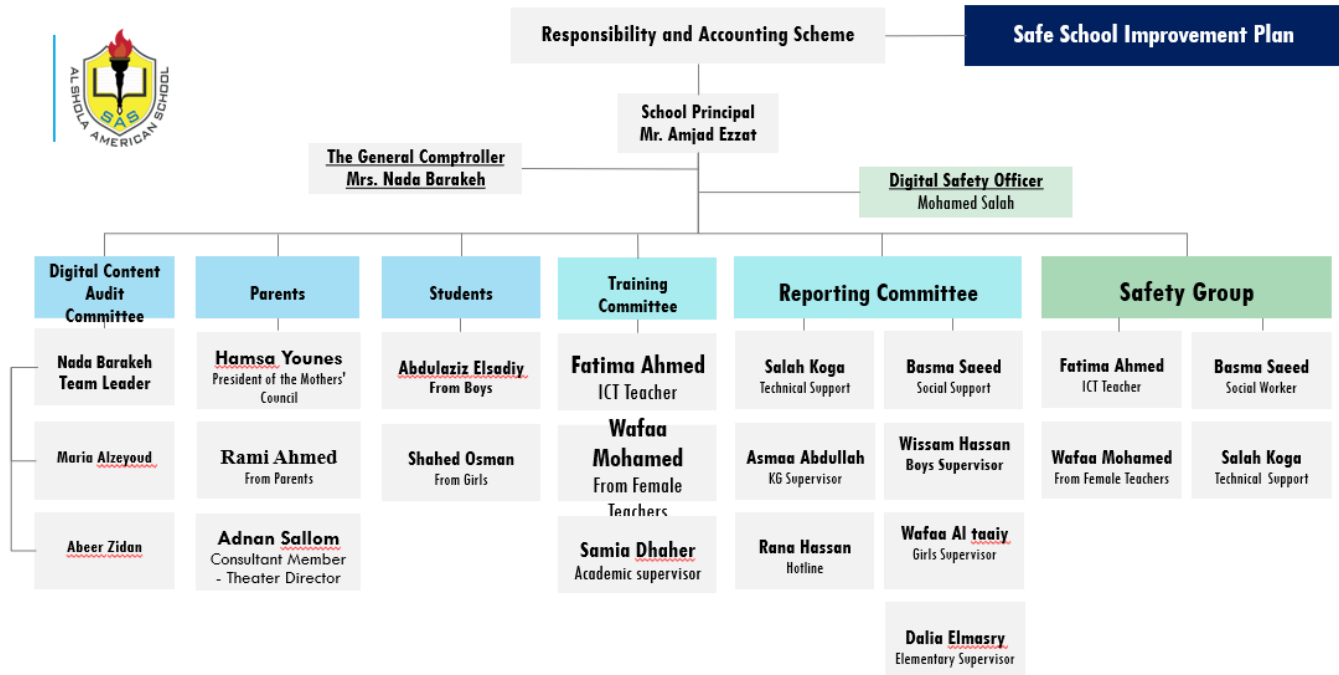 Responsibility and Accounting Scheme
Safe School Improvement Plan
AL SHOLA AMERICAN SCHOOL
SAS
School Principal
Mr. Amjad Ezzat
The General Comptroller
Mrs. Nada Barakeh
Digital Safety Officer
Mohamed Salah
Digital Content
Audit
Committee
Nada Barakeh
Team Leader
Maria Alzeyoud
Abeer Zidan
Parents
Hamsa Younes
President of the Mothers'
Council
Rami Ahmed
From Parents
Adnan Sallom
Consultant Member
- Theater Director
Students
Abdulaziz Elsadiy
From Boys
Shahed Osman
From Girls
Training
Committee
Fatima Ahmed
ICT Teacher
Wafaa
Mohamed
From Female
Teachers
Samia Dhaher
Academic supervisor
Reporting Committee
Salah Koga
Technical Support
Asmaa Abdullah
KG Supervisor
Rana Hassan
Hotline
Basma Saeed
Social Support
Wissam Hassan
Boys Supervisor
Wafaa Al taaiy
Girls Supervisor
Dalia Elmasry
Elementary Supervisor
Safety Group
Fatima Ahmed
ICT Teacher
Wafaa Mohamed
From Female Teachers
Basma Saeed
Social Worker
Salah Koga
Technical Support